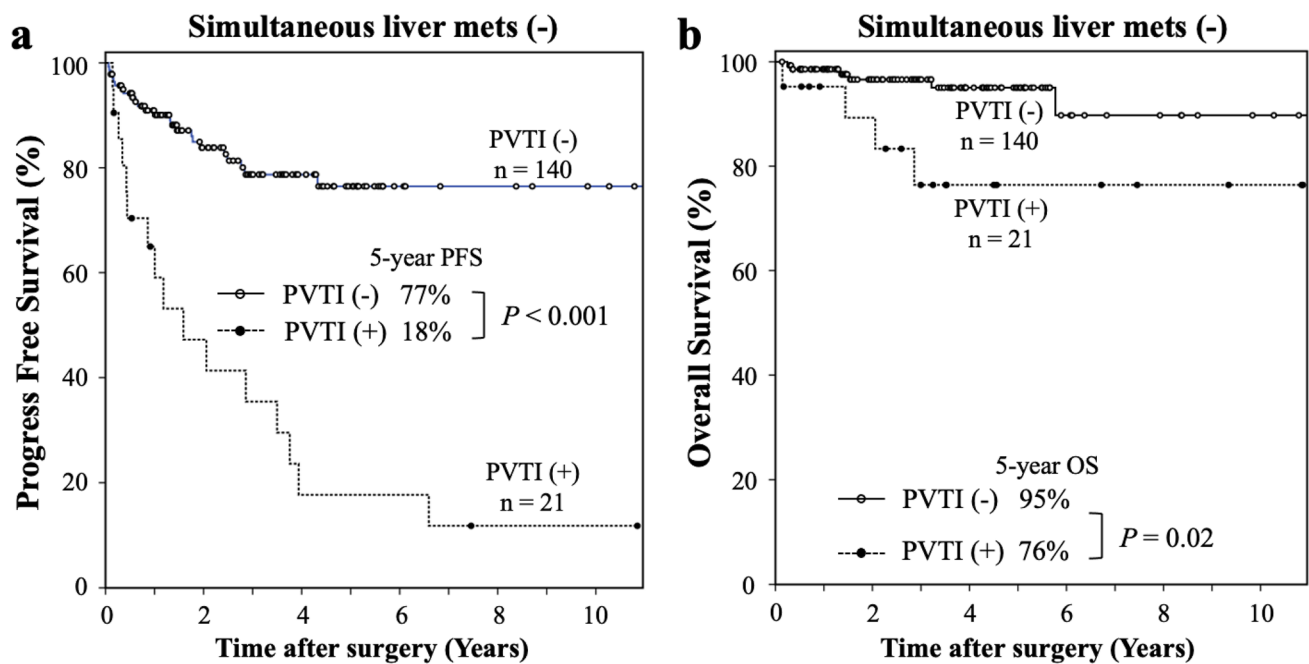 a
Simultaneous liver mets (-)
Progress Free Survival (%)
100
80
60
40
20
0
PVTI (-)
n = 140
5-year PFS
PVTI (-) 77%
PVTI (+) 18%
P < 0.001
PVTI (+)
n = 21
0 2 4 6 8 10
Time after surgery (Years)
b
Simultaneous liver mets (-)
Overall Survival (%)
100
80
60
40
20
0
PVTI (-)
n = 140
PVTI (+)
n = 21
5-year OS
PVTI (-) 95%
PVTI (+) 76%
P = 0.02
0 2 4 6 8 10
Time after surgery (Years)